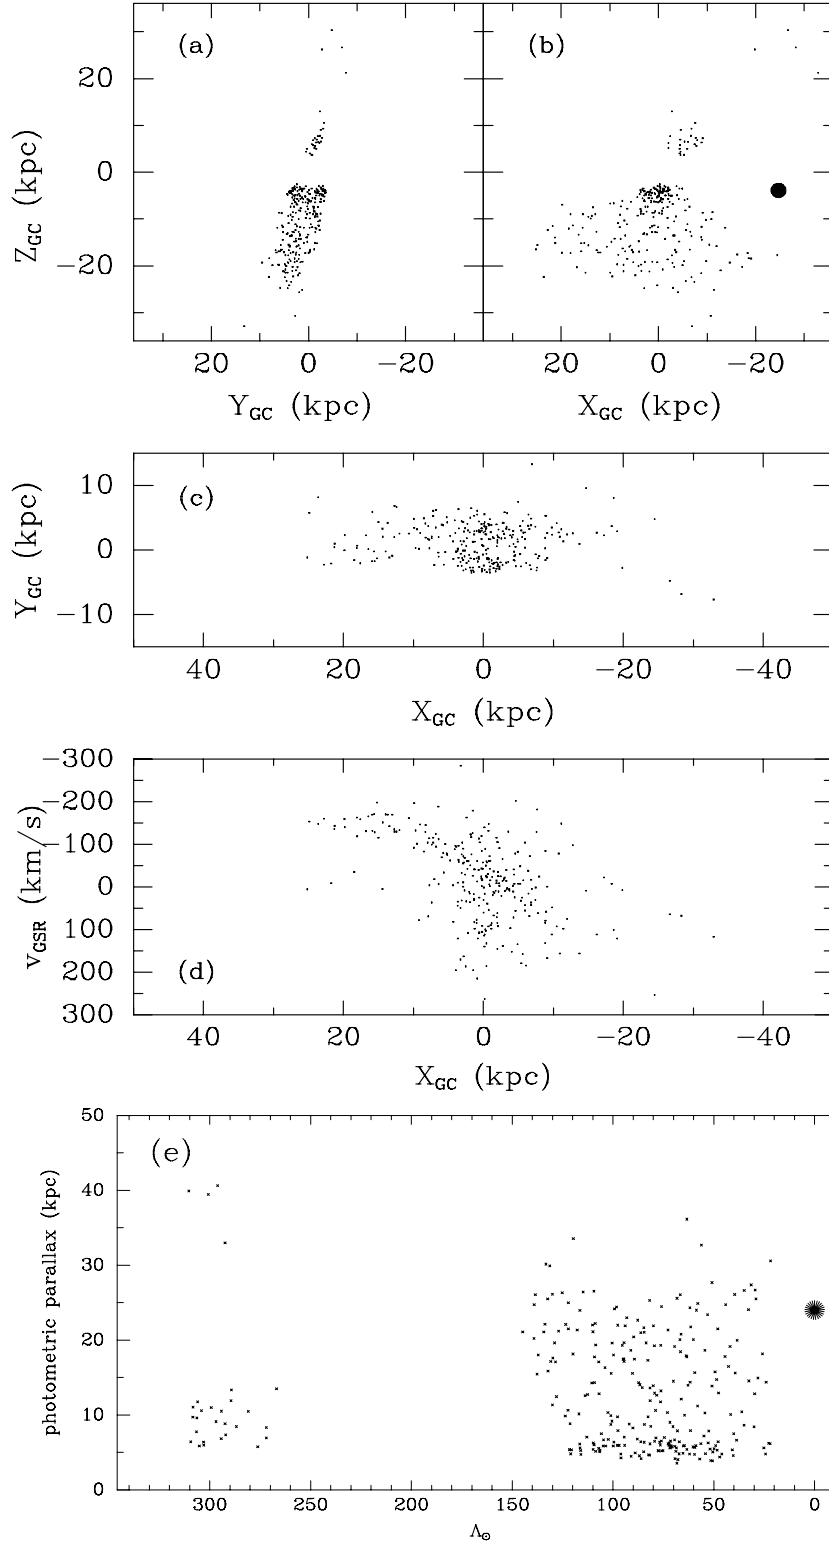 (a) (b)
20
0
−20
Z_GC (kpc)
20 0 −20 20 0 −20
Y_GC (kpc) X_GC (kpc)
(c)
10
0
−10
Y_GC (kpc)
40 20 0 −20 −40
X_GC (kpc)
−300
−200
−100
0
100
200
300
v_GSR (km/s)
(d)
40 20 0 −20 −40
X_GC (kpc)
(e)
50
40
30
20
10
0
photometric parallax (kpc)
300 250 200 150 100 50 0
Λ_⊙